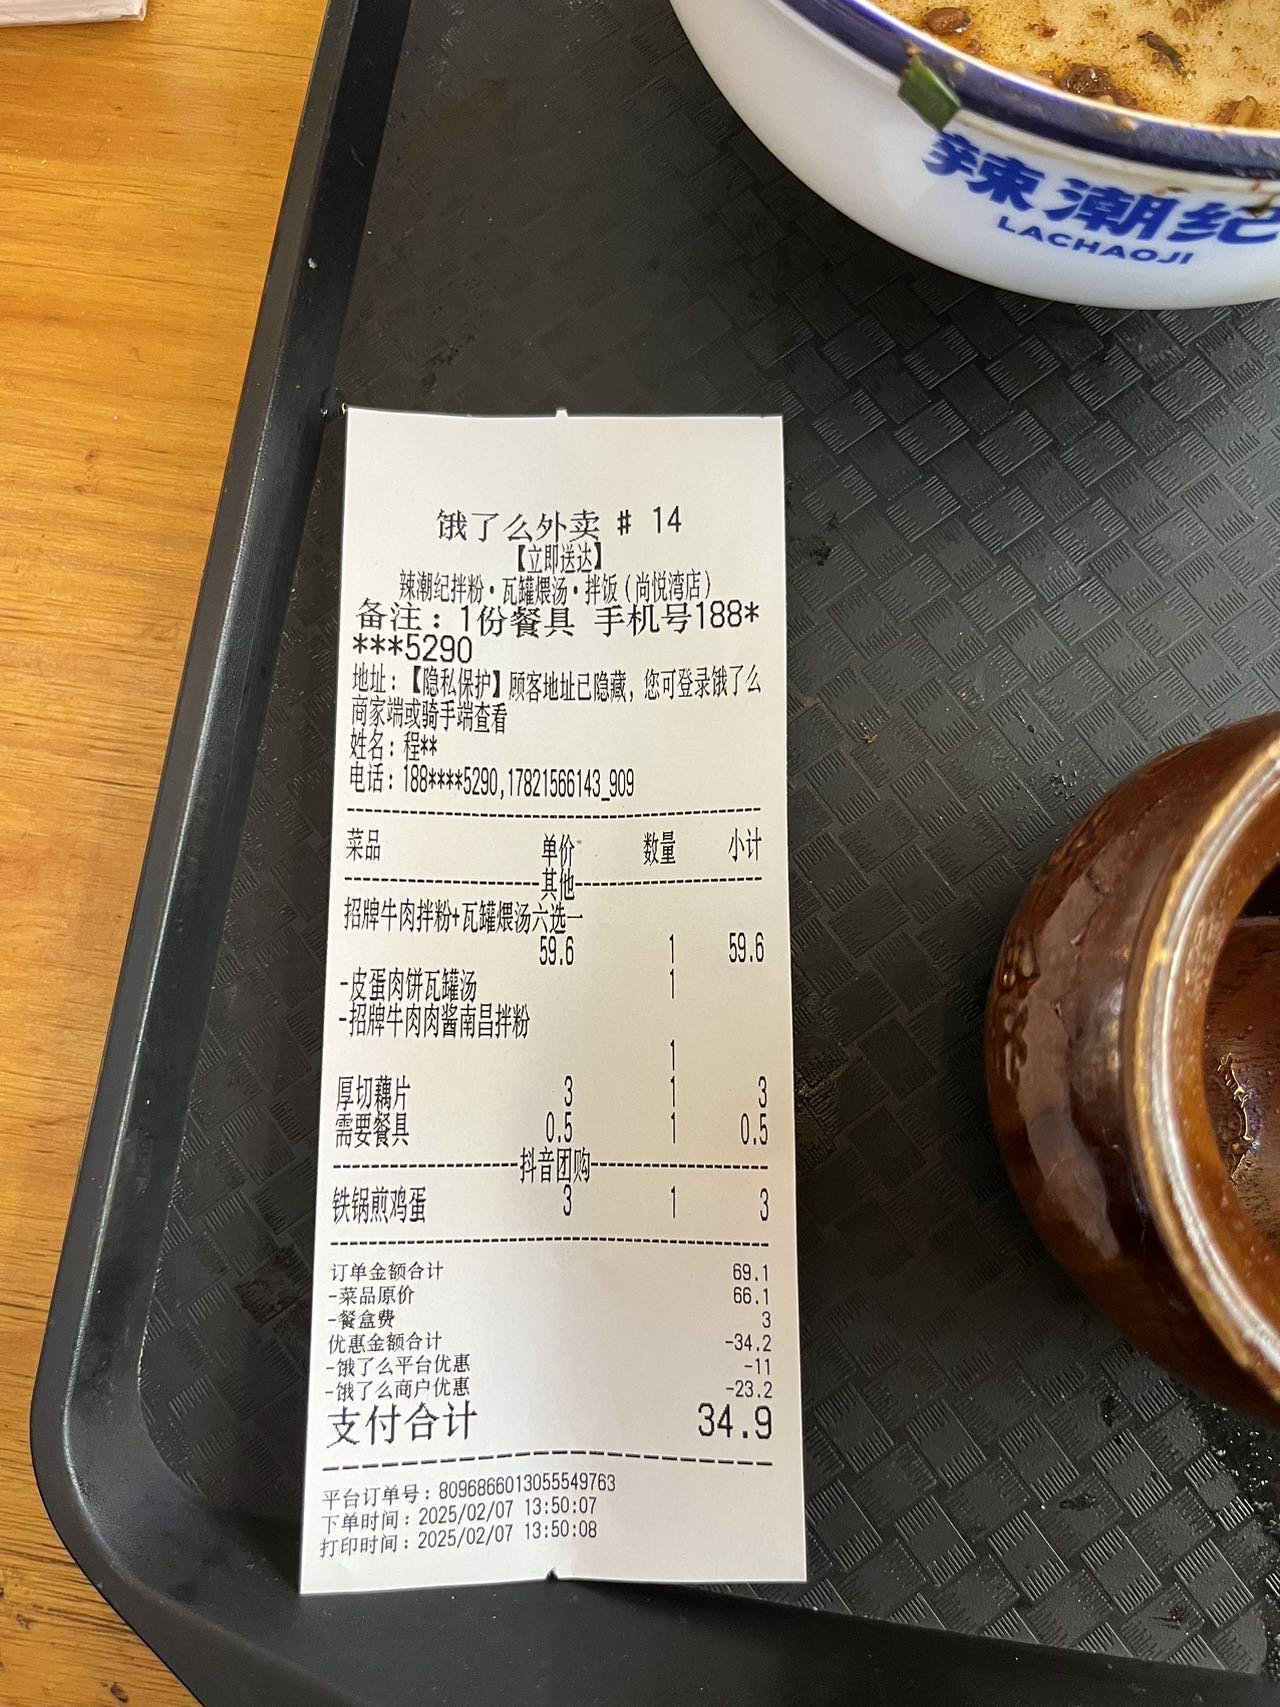 辣潮纪
LACHAOJI
饿了么外卖 # 14
【立即送达】
辣潮纪拌粉·瓦罐煨汤·拌饭(尚悦湾店)
备注：1份餐具 手机号188*
***5290
地址：【隐私保护】顾客地址已隐藏，您可登录饿了么
商家端或骑手端查看
姓名：程**
电话：188****5290,17821566143_909
菜品 单价 数量 小计
其他
招牌牛肉拌粉+瓦罐煨汤六选一
59.6 1 59.6
-皮蛋肉饼瓦罐汤 1
-招牌牛肉肉酱南昌拌粉
1
厚切藕片 3 1 3
需要餐具 0.5 1 0.5
抖音团购
铁锅煎鸡蛋 3 1 3
订单金额合计 69.1
-菜品原价 66.1
-餐盒费 3
优惠金额合计 -34.2
-饿了么平台优惠 -11
-饿了么商户优惠 -23.2
支付合计 34.9
平台订单号：8096866013055549763
下单时间：2025/02/07 13:50:07
打印时间：2025/02/07 13:50:08